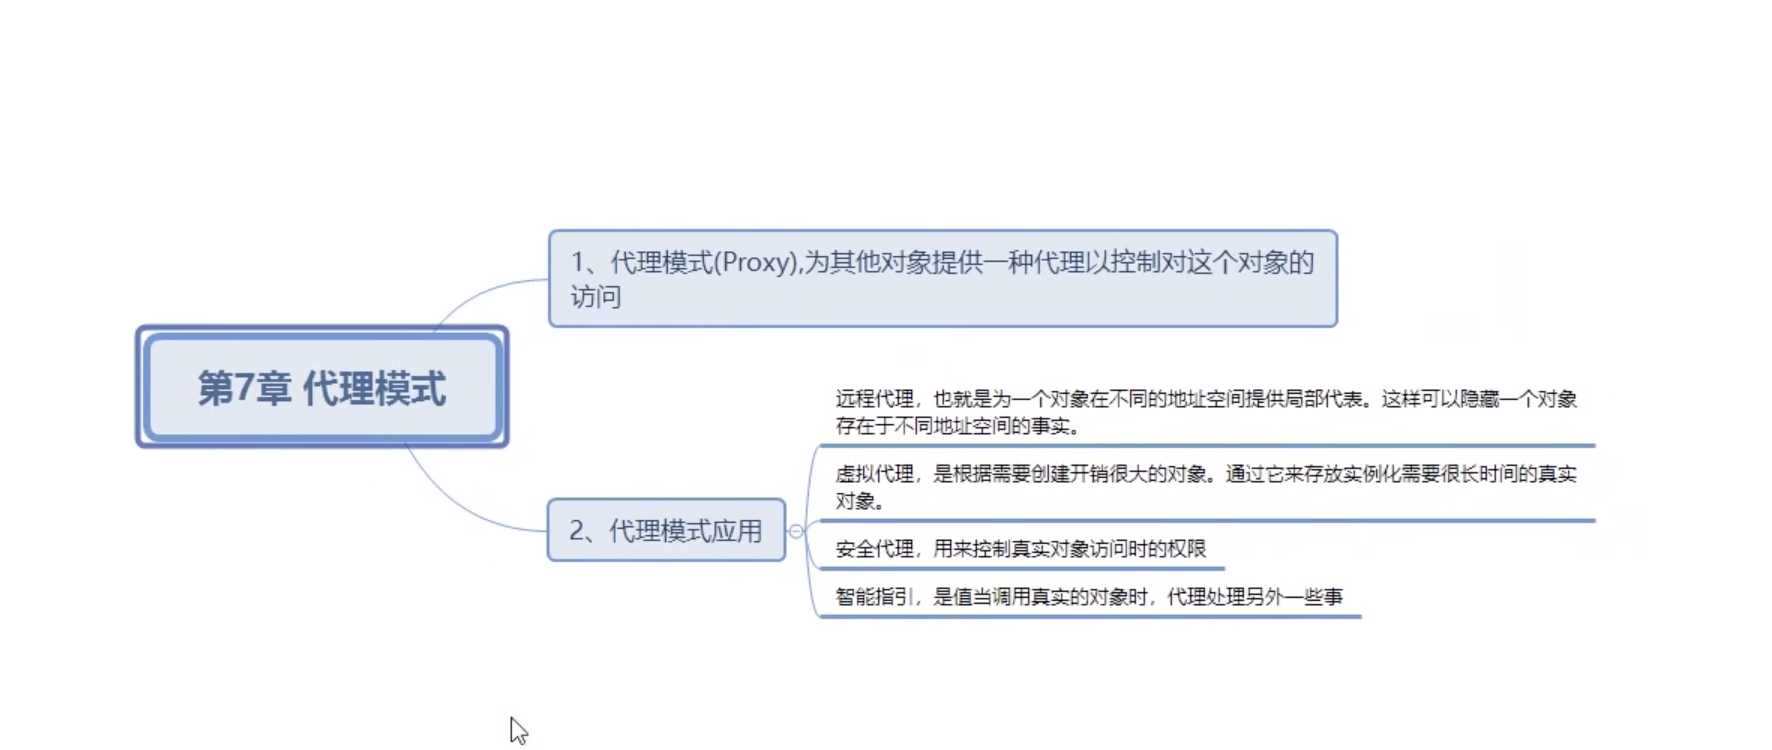 第7章 代理模式
1、代理模式(Proxy),为其他对象提供一种代理以控制对这个对象的
访问
2、代理模式应用
远程代理，也就是为一个对象在不同的地址空间提供局部代表。这样可以隐藏一个对象
存在于不同地址空间的事实。
虚拟代理，是根据需要创建开销很大的对象。通过它来存放实例化需要很长时间的真实
对象。
安全代理，用来控制真实对象访问时的权限
智能指引，是值当调用真实的对象时，代理处理另外一些事